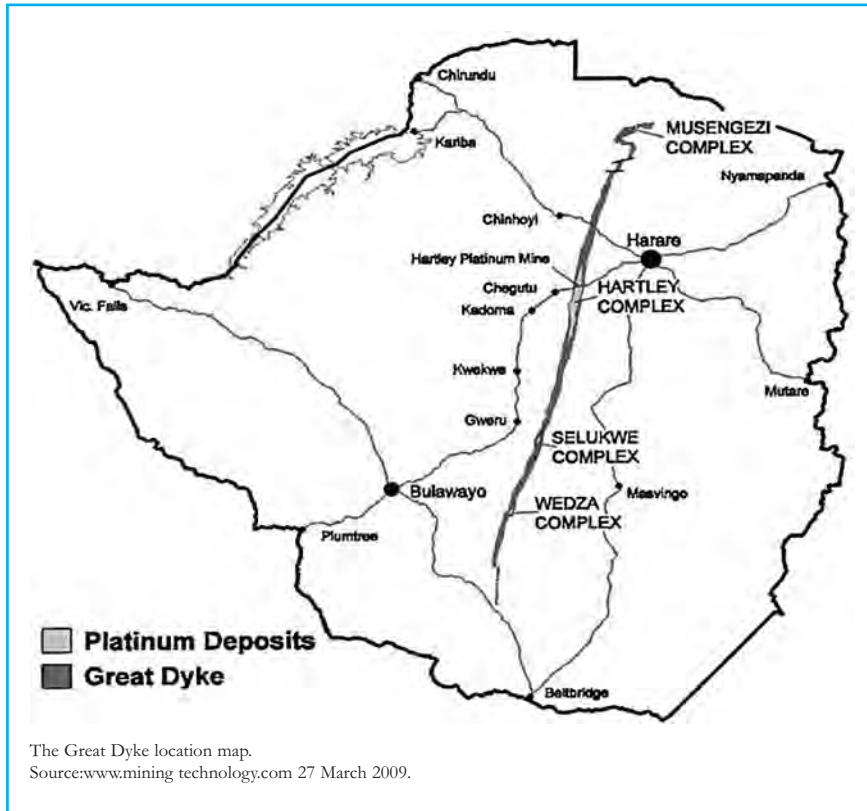 Chirundu
MUSENGEZI
COMPLEX
Kariba
Nyamapanda
Chinhoyi
Harare
Hartley Platinum Mine
Chegutu
HARTLEY
COMPLEX
Vic. Falls
Kadoma
Kwekwe
Mutare
Gweru
SELUKWE
COMPLEX
Bulawayo
Masvingo
WEDZA
COMPLEX
Plumtree
Platinum Deposits
Great Dyke
Beitbridge
The Great Dyke location map.
Source:www.mining technology.com 27 March 2009.